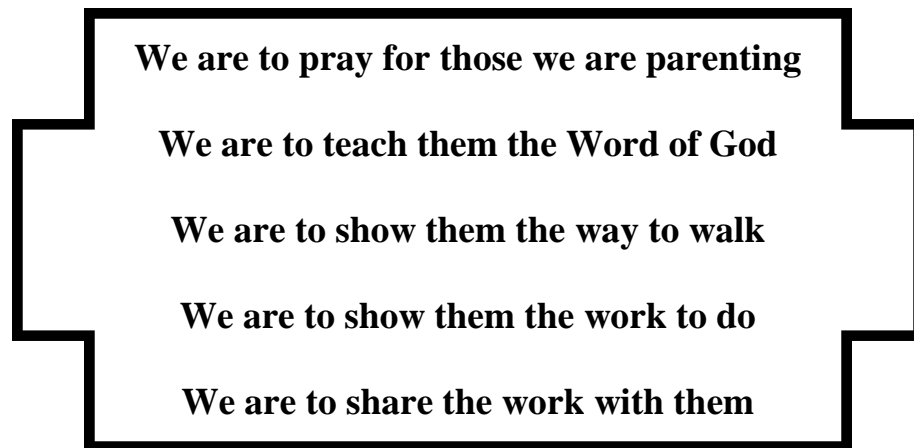 We are to pray for those we are parenting
We are to teach them the Word of God
We are to show them the way to walk
We are to show them the work to do
We are to share the work with them